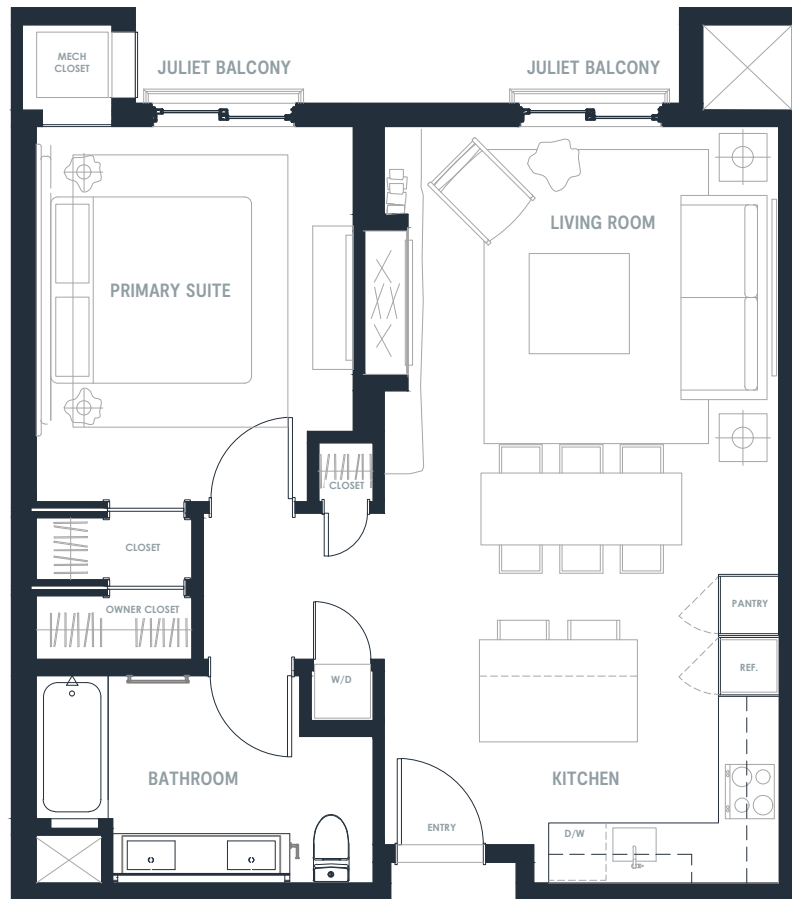 MECH
CLOSET
JULIET BALCONY
JULIET BALCONY
LIVING ROOM
PRIMARY SUITE
CLOSET
CLOSET
OWNER CLOSET
PANTRY
REF.
W/D
BATHROOM
KITCHEN
ENTRY
D/W